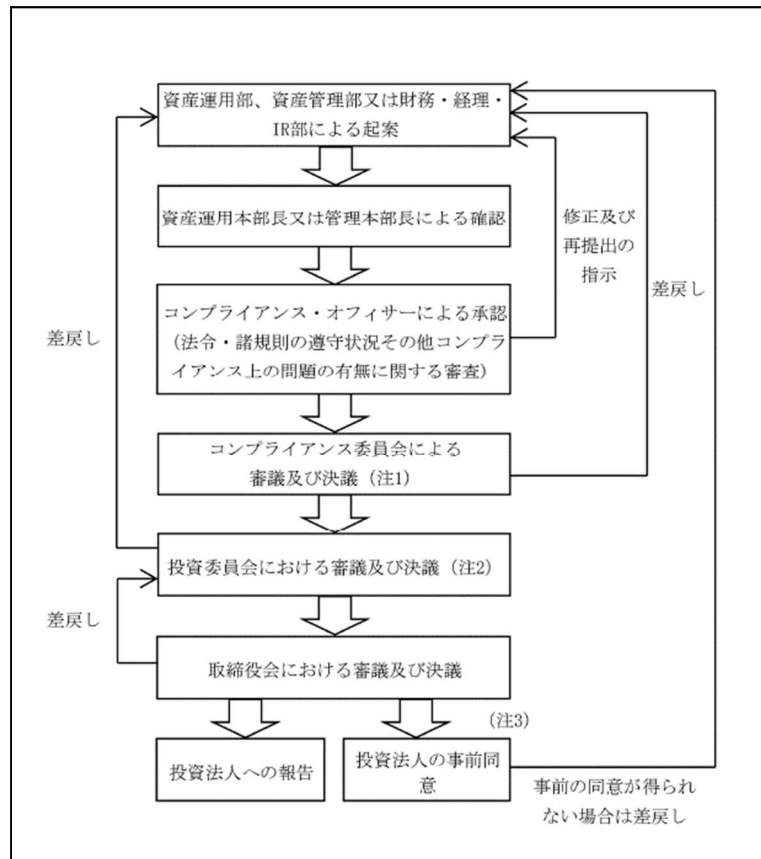 資産運用部、資産管理部又は財務・経理・
IR部による起案
資産運用本部長又は管理本部長による確認
修正及び
再提出の
指示
コンプライアンス・オフィサーによる承認
(法令・諸規則の遵守状況その他コンプラ
イアンス上の問題の有無に関する審査)
差戻し
差戻し
コンプライアンス委員会による
審議及び決議(注1)
投資委員会における審議及び決議(注2)
差戻し
取締役会における審議及び決議
(注3)
投資法人への報告
投資法人の事前同
意
事前の同意が得られ
ない場合は差戻し